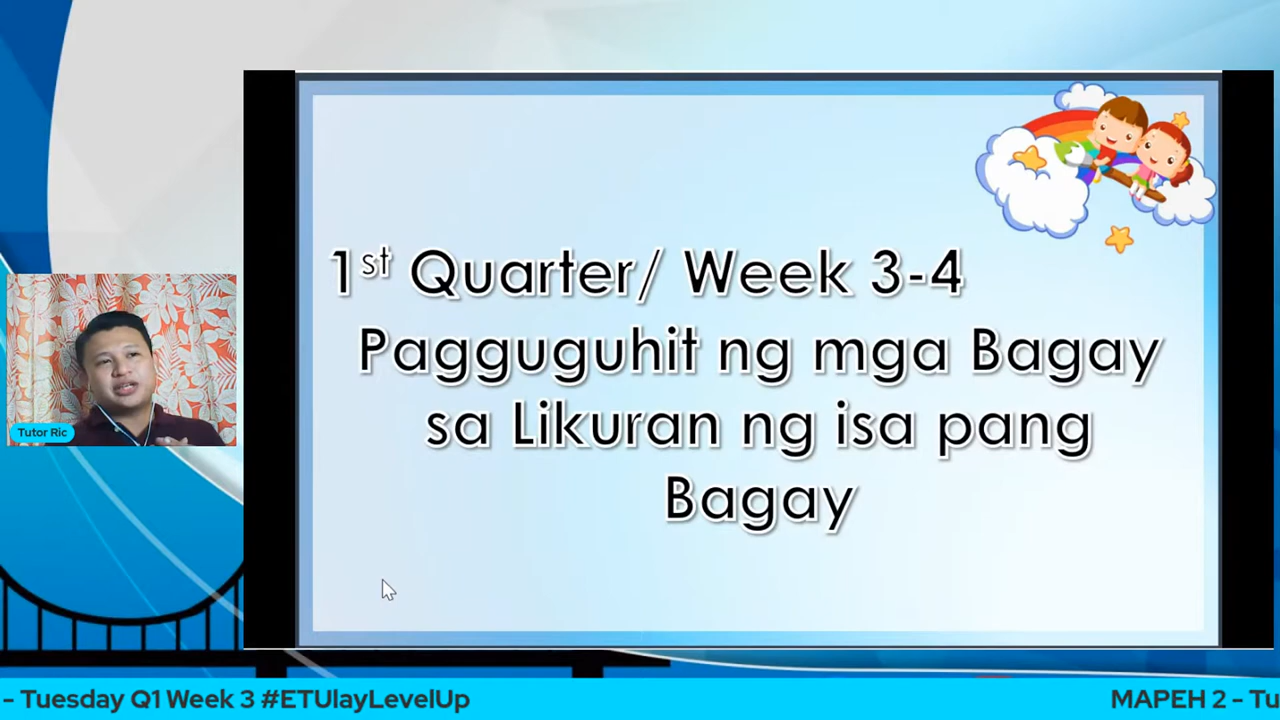 1st Quarter/ Week 3-4
Pagguguhit ng mga Bagay
sa Likuran ng isa pang
Bagay
Tutor Ric
- Tuesday Q1 Week 3 #ETUlayLevelUp
MAPEH 2 - Tu